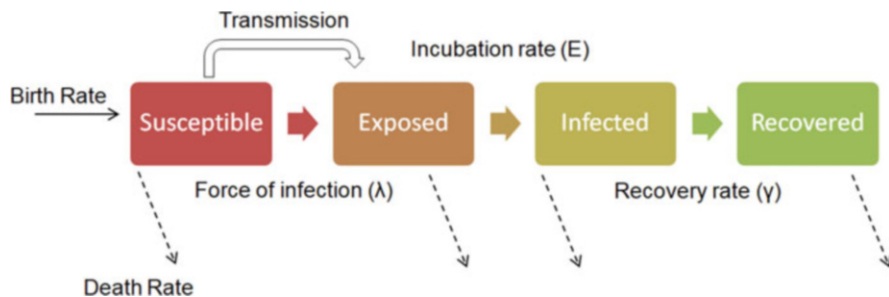 Transmission
Incubation rate (E)
Birth Rate
Susceptible
Exposed
Infected
Recovered
Force of infection (λ)
Recovery rate (γ)
Death Rate